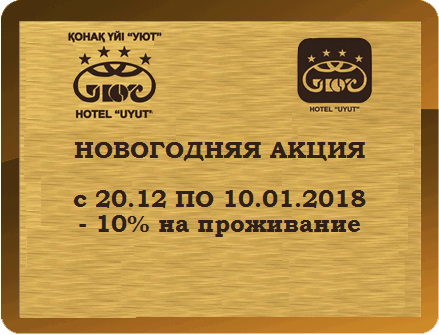 ҚОНАҚ ҮЙІ "УЮТ"
HOTEL "UYUT"
HOTEL "UYUT"
НОВОГОДНЯЯ АКЦИЯ
с 20.12 ПО 10.01.2018
- 10% на проживание